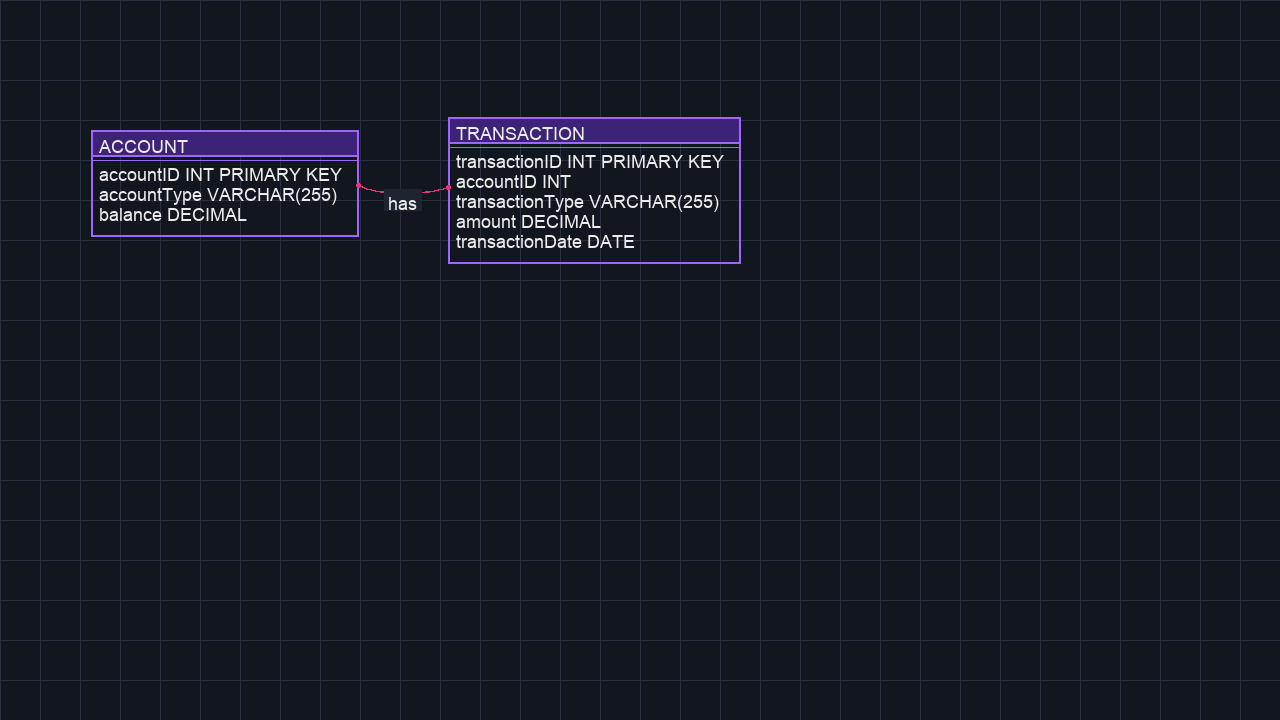 ACCOUNT
accountID INT PRIMARY KEY
accountType VARCHAR(255)
balance DECIMAL
has
TRANSACTION
transactionID INT PRIMARY KEY
accountID INT
transactionType VARCHAR(255)
amount DECIMAL
transactionDate DATE